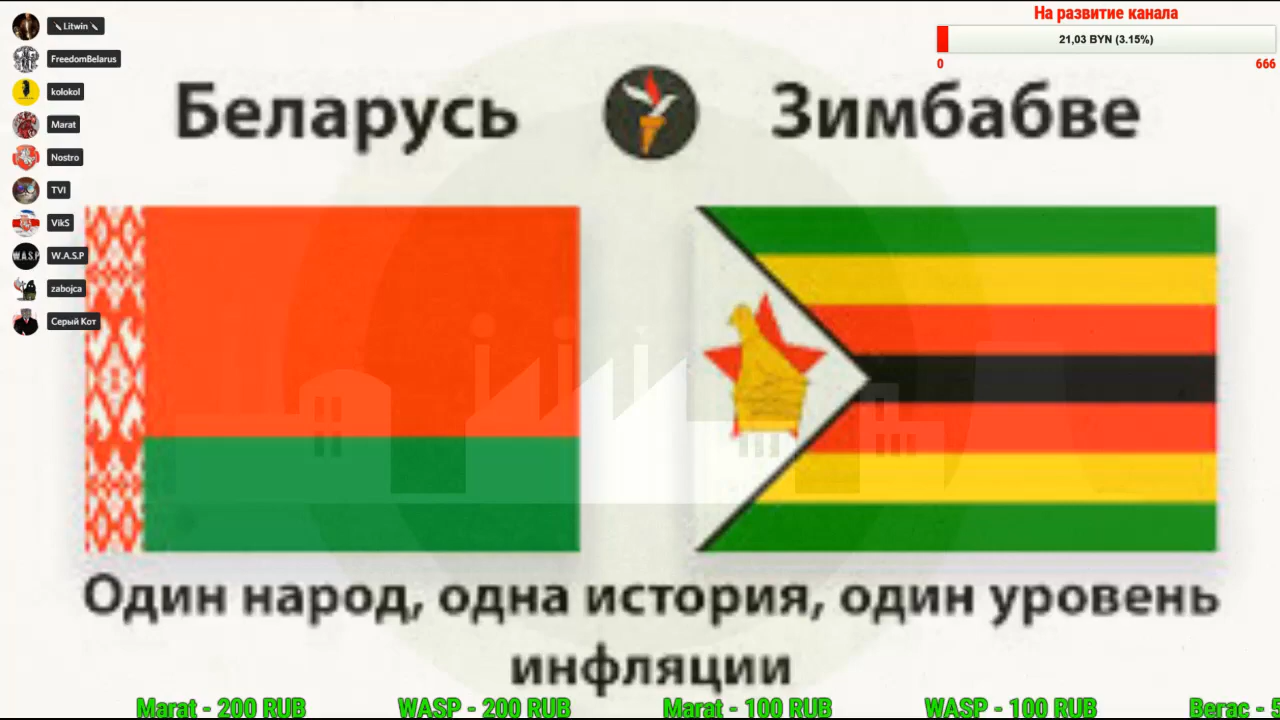 Litwin
FreedomBelarus
kolokol
Marat
Nostro
TVI
VikS
W.A.S.P
W.A.S.P
zabojca
Серый Кот
На развитие канала
21,03 BYN (3.15%)
0 666
Беларусь Зимбабве
Один народ, одна история, один уровень
инфляции
Marat - 200 RUB WASP - 200 RUB Marat - 100 RUB WASP - 100 RUB Вегас - 5